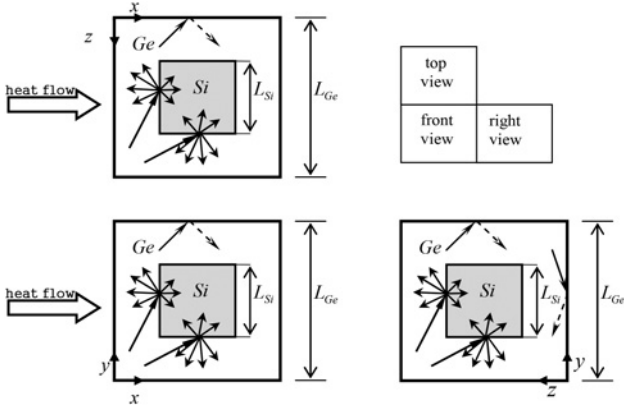 x
z
Ge
heat flow
Si
L_Si
L_Ge
top
view
front
view
right
view
Ge
heat flow
Si
L_Si
L_Ge
y
x
Ge
Si
L_Si
L_Ge
y
z